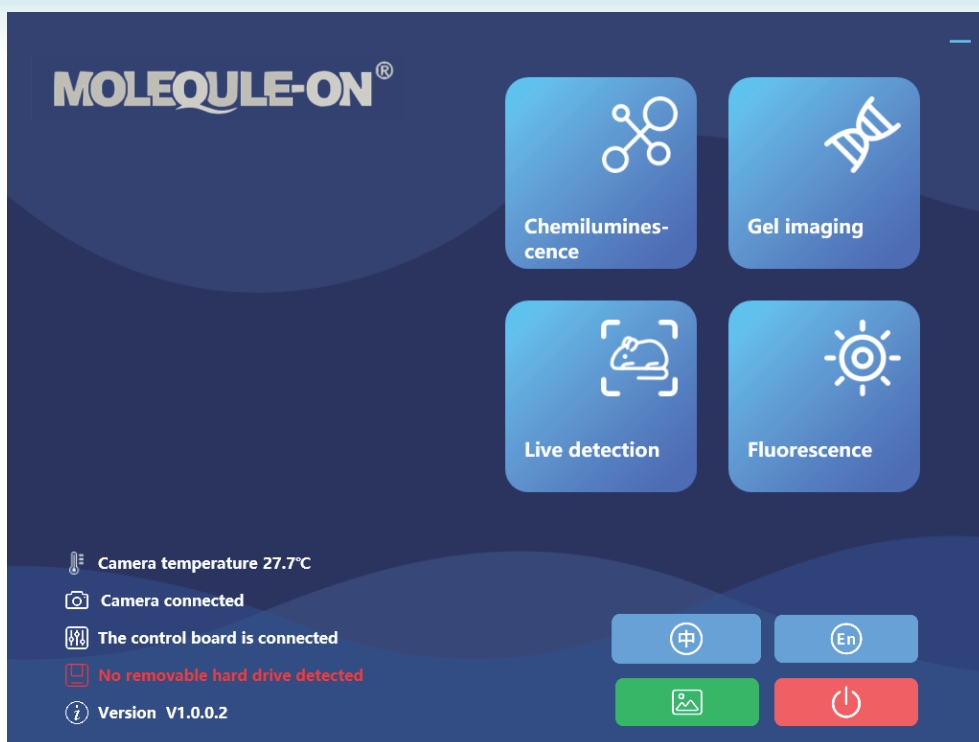 MOLEQULE-ON®
Chemilumines-
cence
Gel imaging
Live detection
Fluorescence
Camera temperature 27.7℃
Camera connected
The control board is connected
No removable hard drive detected
Version V1.0.0.2
中
En